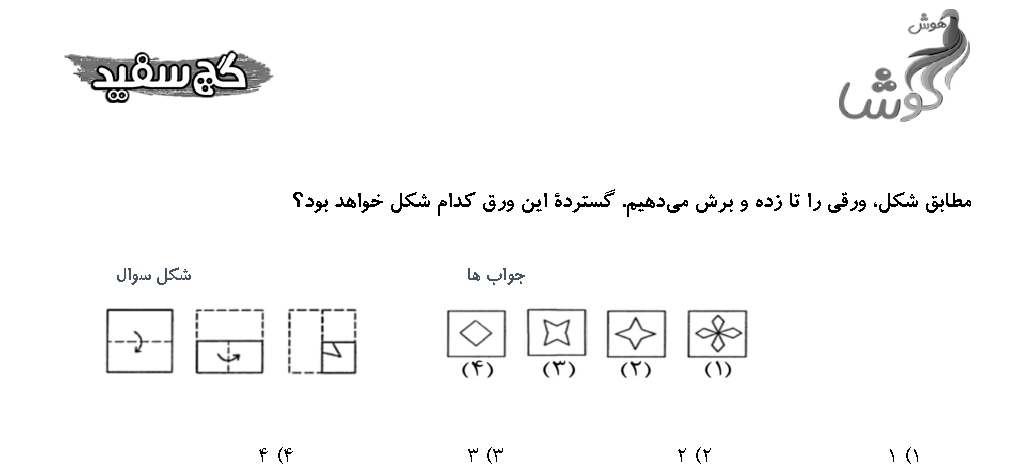 هوش
گوشا
گچ سفید
مطابق شکل، ورقی را تا زده و برش می‌دهیم. گستردهٔ این ورق کدام شکل خواهد بود؟
جواب ها
شکل سوال
(۱) (۲) (۳) (۴)
۱) ۱ ۲) ۲ ۳) ۳ ۴) ۴